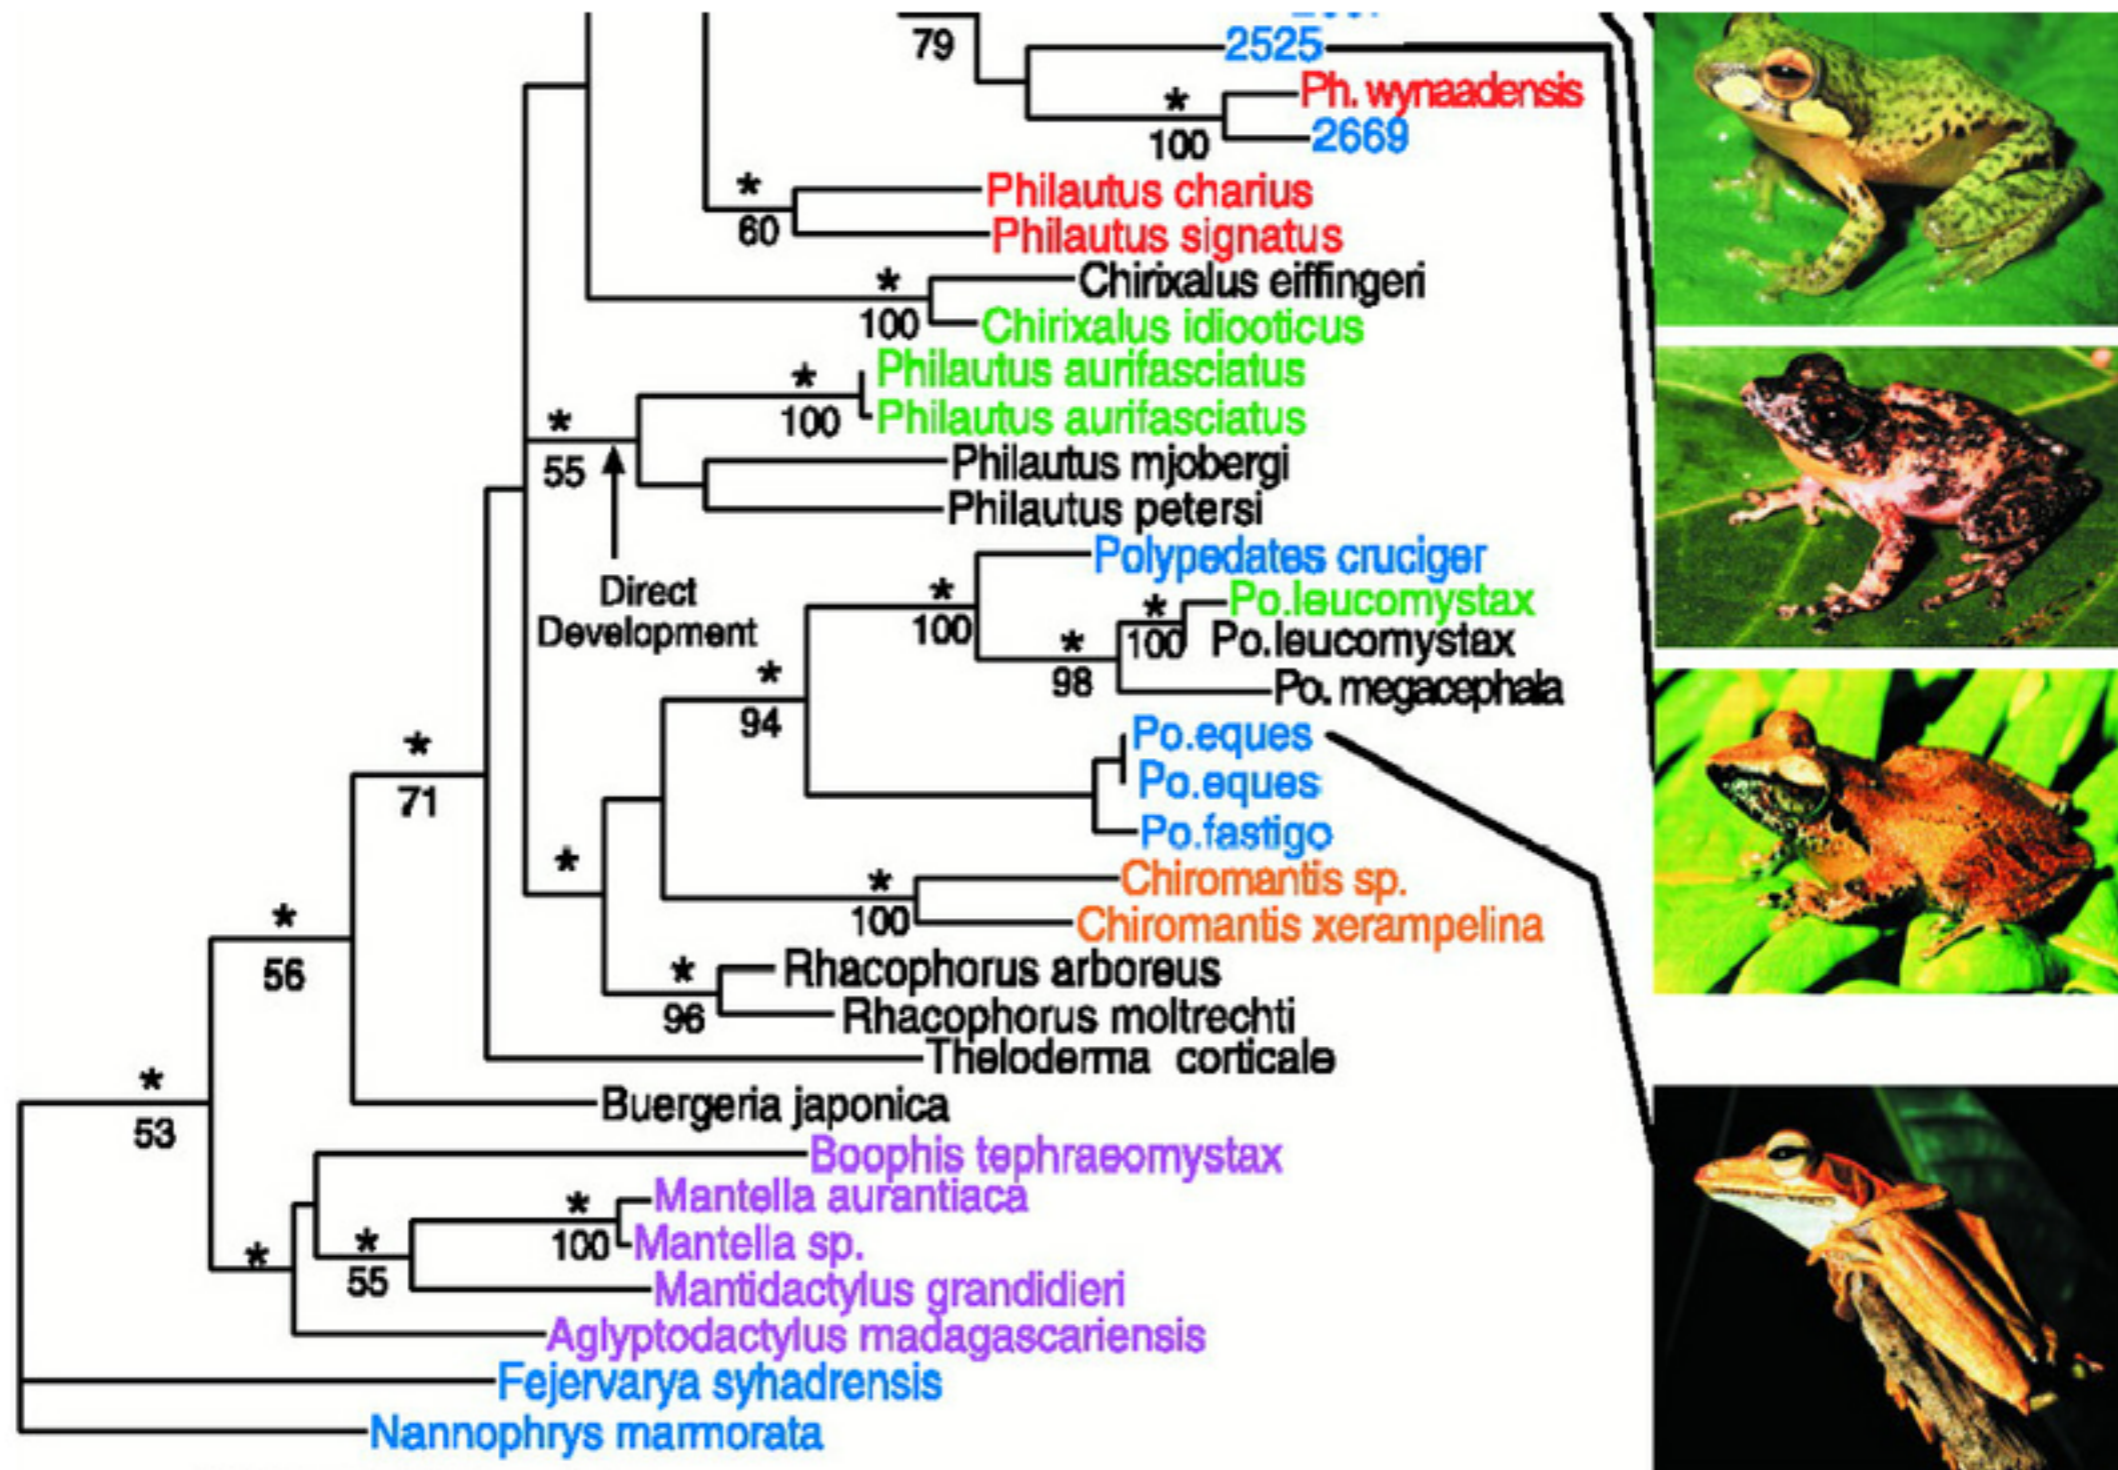 79
2525
*
Ph. wynaadensis
100
2669
*
Philautus charius
60
Philautus signatus
*
Chirixalus eiffingeri
100
Chirixalus idiooticus
*
Philautus aurifasciatus
100
Philautus aurifasciatus
*
55
Philautus mjobergi
Philautus petersi
Direct
Development
Polypedates cruciger
*
100
*
Po.leucomystax
100
Po.leucomystax
*
98
Po. megacephala
*
94
Po.eques
Po.eques
Po.fastigo
*
71
*
*
Chiromantis sp.
100
Chiromantis xerampelina
*
Rhacophorus arboreus
96
Rhacophorus moltrechti
Theloderma corticale
*
56
Buergeria japonica
*
53
Boophis tephraeomystax
*
Mantella aurantiaca
100
Mantella sp.
*
*
55
Mantidactylus grandidieri
Aglyptodactylus madagascariensis
Fejervarya syhadrensis
Nannophrys marmorata